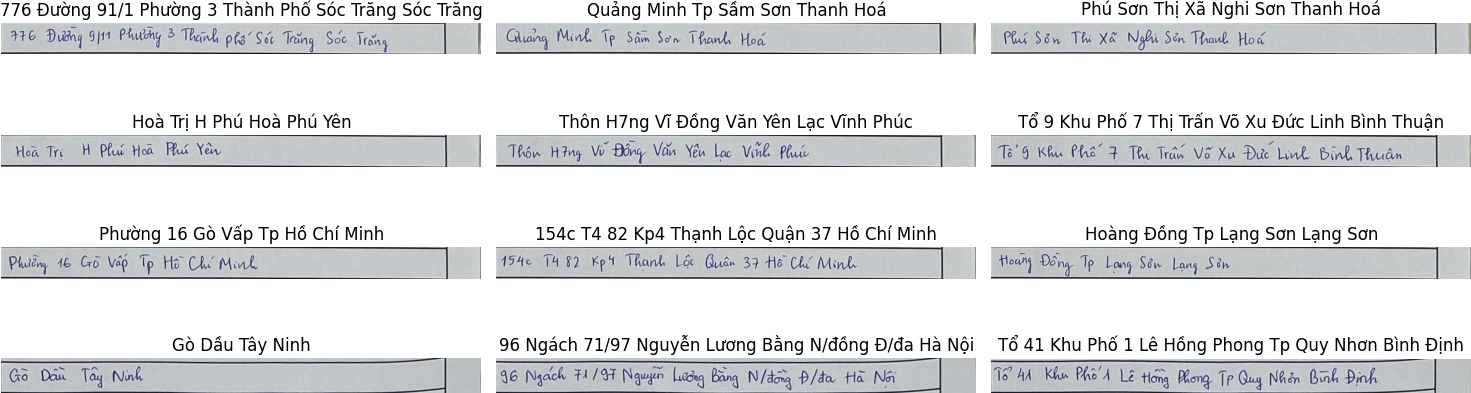 776 Đường 91/1 Phường 3 Thành Phố Sóc Trăng Sóc Trăng
776 Đường 9/11 Phường 3 Thành phố Sóc Trăng Sóc Trăng
Quảng Minh Tp Sầm Sơn Thanh Hoá
Quảng Minh Tp Sầm Sơn Thanh Hoá
Phú Sơn Thị Xã Nghi Sơn Thanh Hoá
Phú Sơn Thị Xã Nghi Sơn Thanh Hoá
Hoà Trị H Phú Hoà Phú Yên
Hoà Trị H Phú Hoà Phú Yên
Thôn H7ng Vĩ Đồng Văn Yên Lạc Vĩnh Phúc
Thôn H7ng Vĩ Đồng Văn Yên Lạc Vĩnh Phúc
Tổ 9 Khu Phố 7 Thị Trấn Võ Xu Đức Linh Bình Thuận
Tổ 9 Khu Phố 7 Thị Trấn Võ Xu Đức Linh Bình Thuận
Phường 16 Gò Vấp Tp Hồ Chí Minh
Phường 16 Gò Vấp Tp Hồ Chí Minh
154c T4 82 Kp4 Thạnh Lộc Quận 37 Hồ Chí Minh
154c T4 82 Kp4 Thạnh Lộc Quận 37 Hồ Chí Minh
Hoàng Đồng Tp Lạng Sơn Lạng Sơn
Hoàng Đồng Tp Lạng Sơn Lạng Sơn
Gò Dầu Tây Ninh
Gò Dầu Tây Ninh
96 Ngách 71/97 Nguyễn Lương Bằng N/đồng Đ/đa Hà Nội
96 Ngách 71/97 Nguyễn Lương Bằng N/đồng Đ/đa Hà Nội
Tổ 41 Khu Phố 1 Lê Hồng Phong Tp Quy Nhơn Bình Định
Tổ 41 Khu Phố 1 Lê Hồng Phong Tp Quy Nhơn Bình Định